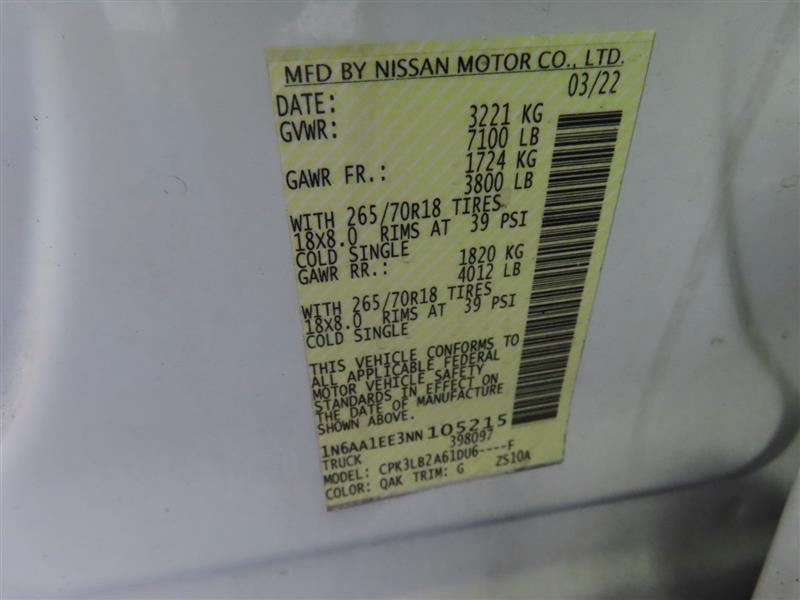 MFD BY NISSAN MOTOR CO., LTD.
DATE: 03/22
GVWR: 3221 KG
7100 LB
GAWR FR.: 1724 KG
3800 LB
WITH 265/70R18 TIRES
18X8.0 RIMS AT 39 PSI
COLD SINGLE
GAWR RR.: 1820 KG
4012 LB
WITH 265/70R18 TIRES
18X8.0 RIMS AT 39 PSI
COLD SINGLE
THIS VEHICLE CONFORMS TO
ALL APPLICABLE FEDERAL
MOTOR VEHICLE SAFETY
STANDARDS IN EFFECT ON
THE DATE OF MANUFACTURE
SHOWN ABOVE.
1N6AA1EE3NN105215
TRUCK 398097
MODEL: CPK3LB2A61DU6----F
COLOR: QAK TRIM: G ZS10A